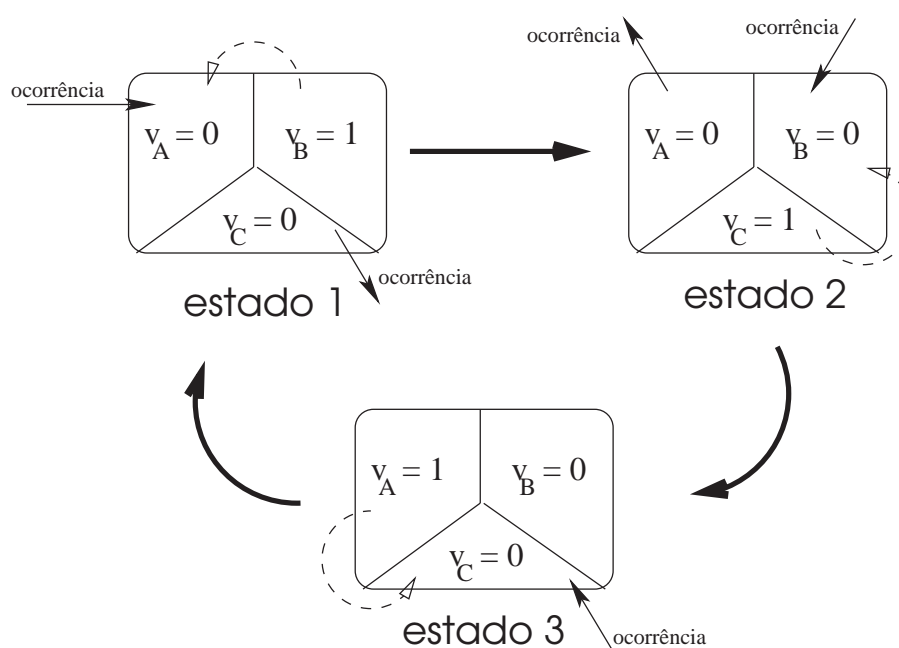 ocorrência
v_A = 0
v_B = 1
v_C = 0
ocorrência
estado 1
ocorrência
ocorrência
v_A = 0
v_B = 0
v_C = 1
estado 2
v_A = 1
v_B = 0
v_C = 0
ocorrência
estado 3